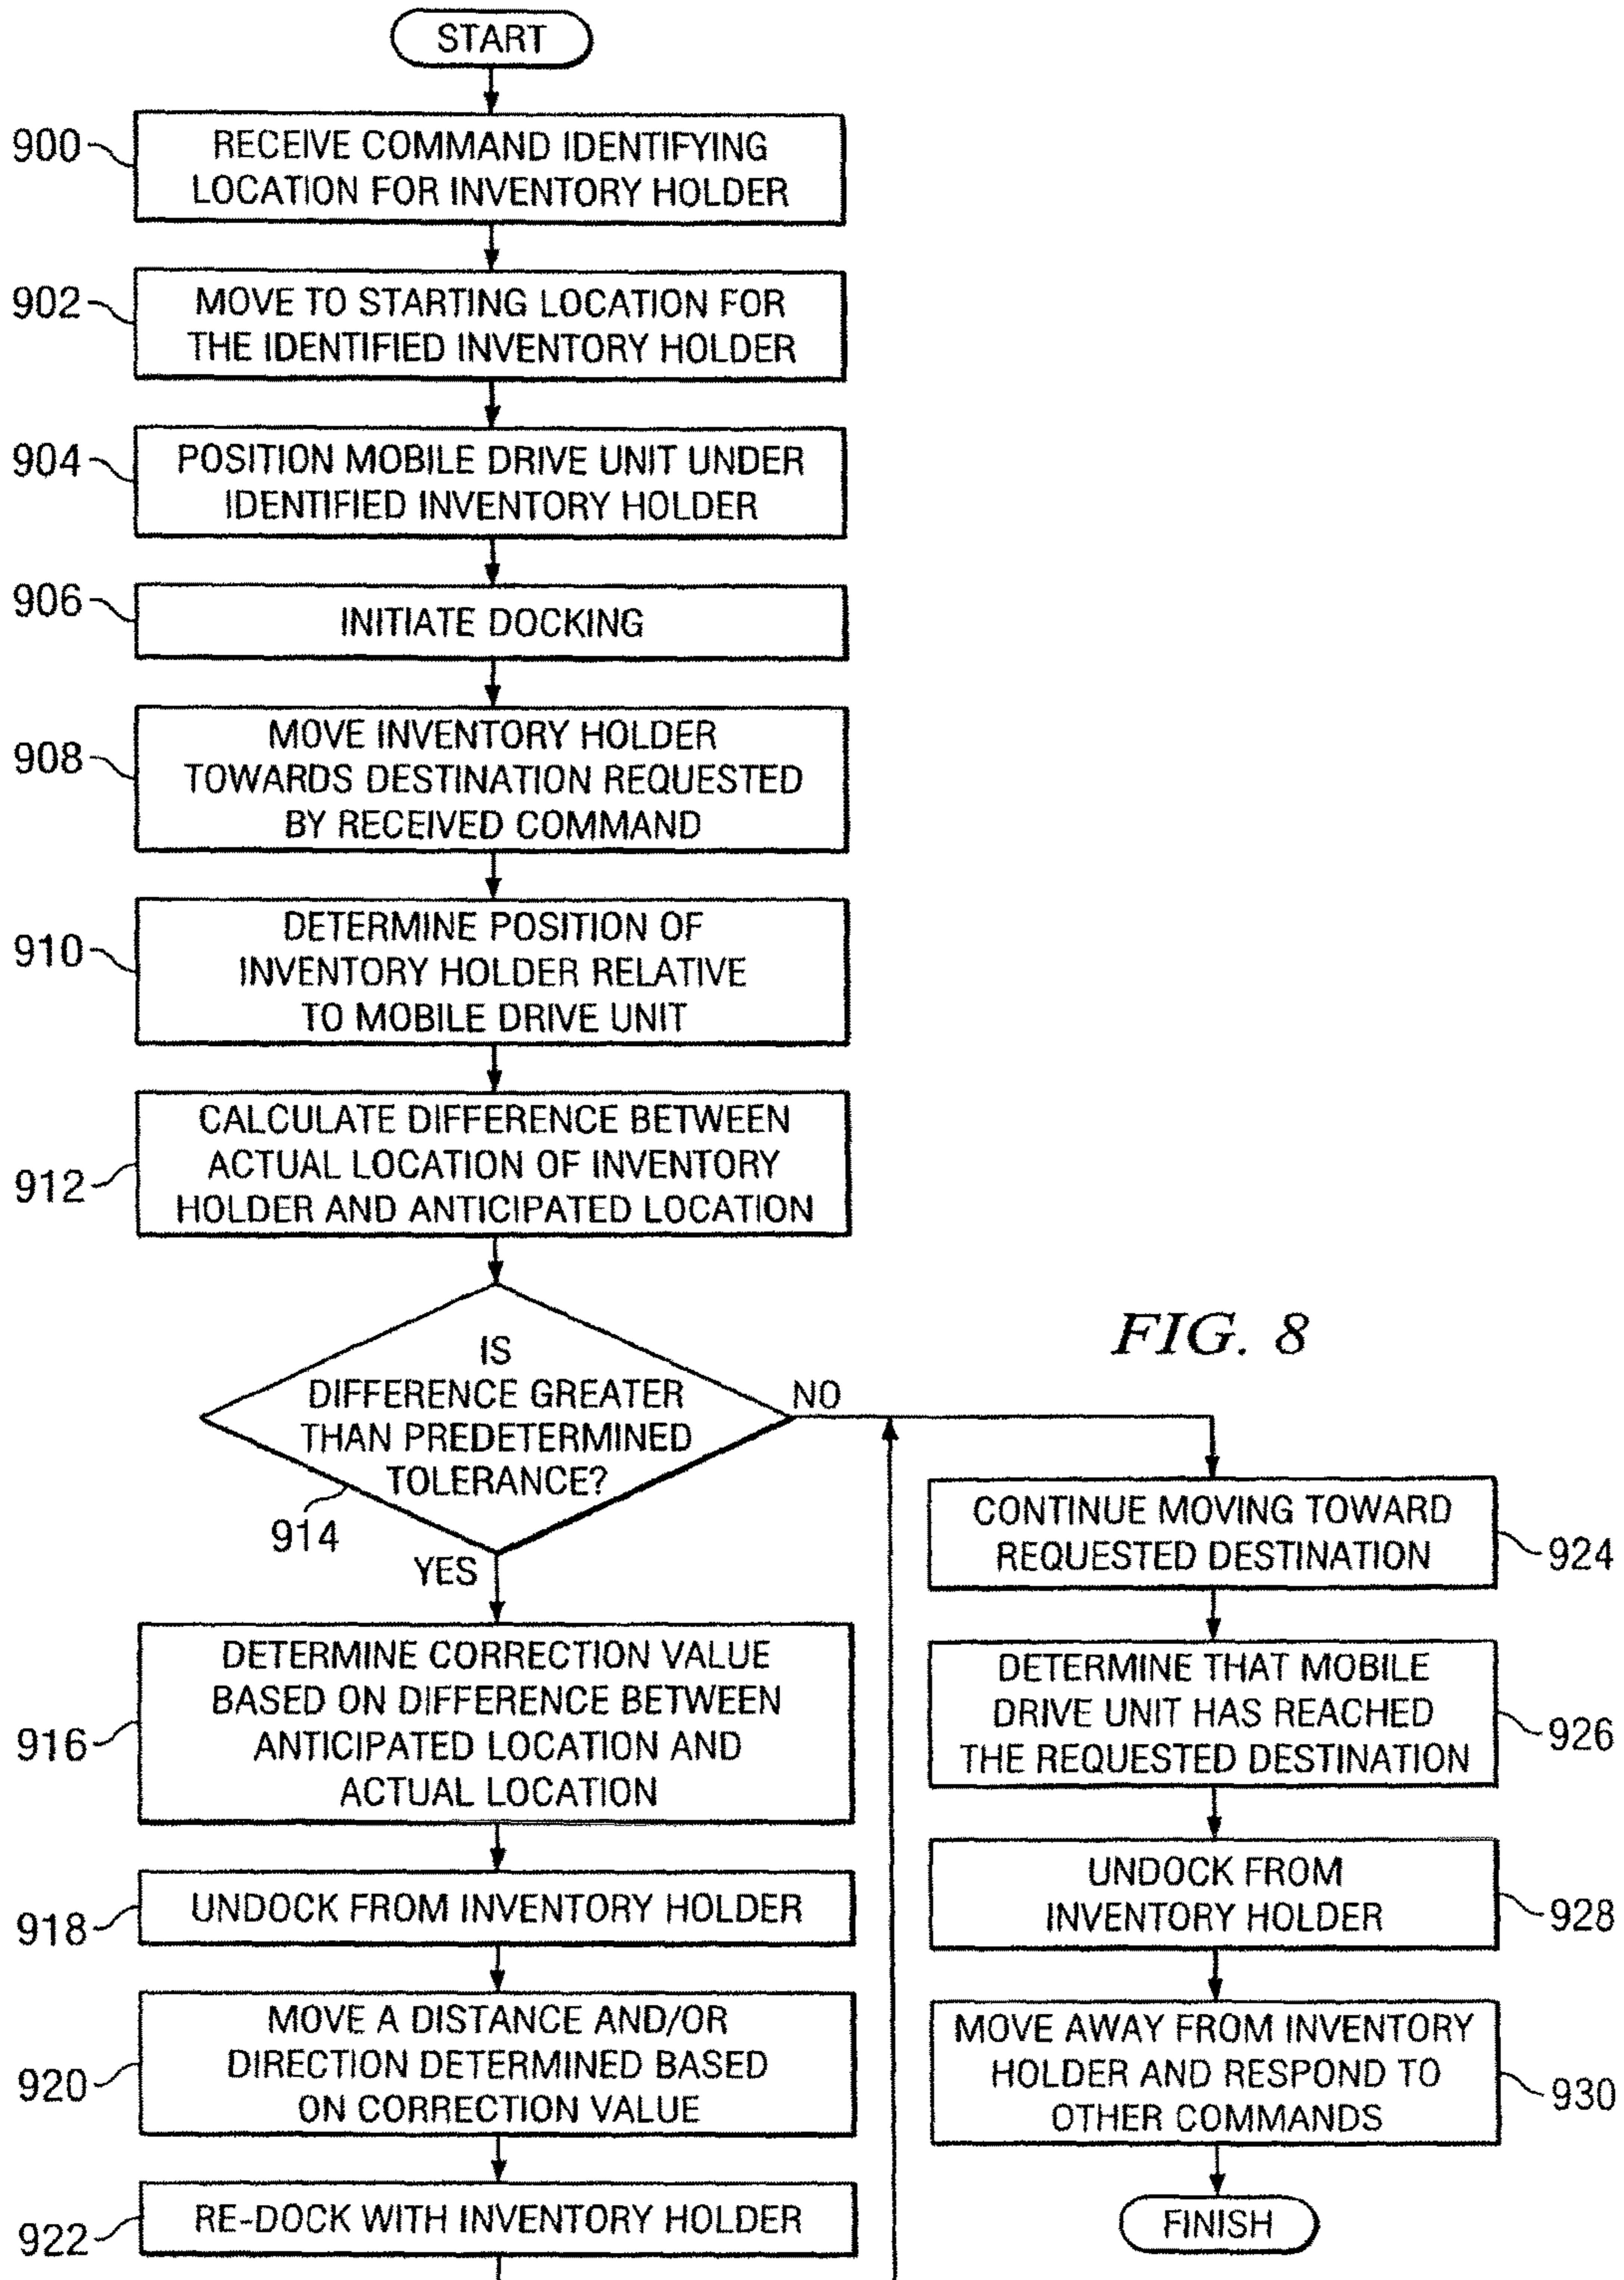 START
900
RECEIVE COMMAND IDENTIFYING
LOCATION FOR INVENTORY HOLDER
902
MOVE TO STARTING LOCATION FOR
THE IDENTIFIED INVENTORY HOLDER
904
POSITION MOBILE DRIVE UNIT UNDER
IDENTIFIED INVENTORY HOLDER
906
INITIATE DOCKING
908
MOVE INVENTORY HOLDER
TOWARDS DESTINATION REQUESTED
BY RECEIVED COMMAND
910
DETERMINE POSITION OF
INVENTORY HOLDER RELATIVE
TO MOBILE DRIVE UNIT
912
CALCULATE DIFFERENCE BETWEEN
ACTUAL LOCATION OF INVENTORY
HOLDER AND ANTICIPATED LOCATION
FIG. 8
IS
DIFFERENCE GREATER
THAN PREDETERMINED
TOLERANCE?
914
NO
YES
916
DETERMINE CORRECTION VALUE
BASED ON DIFFERENCE BETWEEN
ANTICIPATED LOCATION AND
ACTUAL LOCATION
918
UNDOCK FROM INVENTORY HOLDER
920
MOVE A DISTANCE AND/OR
DIRECTION DETERMINED BASED
ON CORRECTION VALUE
922
RE-DOCK WITH INVENTORY HOLDER
CONTINUE MOVING TOWARD
REQUESTED DESTINATION
924
DETERMINE THAT MOBILE
DRIVE UNIT HAS REACHED
THE REQUESTED DESTINATION
926
UNDOCK FROM
INVENTORY HOLDER
928
MOVE AWAY FROM INVENTORY
HOLDER AND RESPOND TO
OTHER COMMANDS
930
FINISH